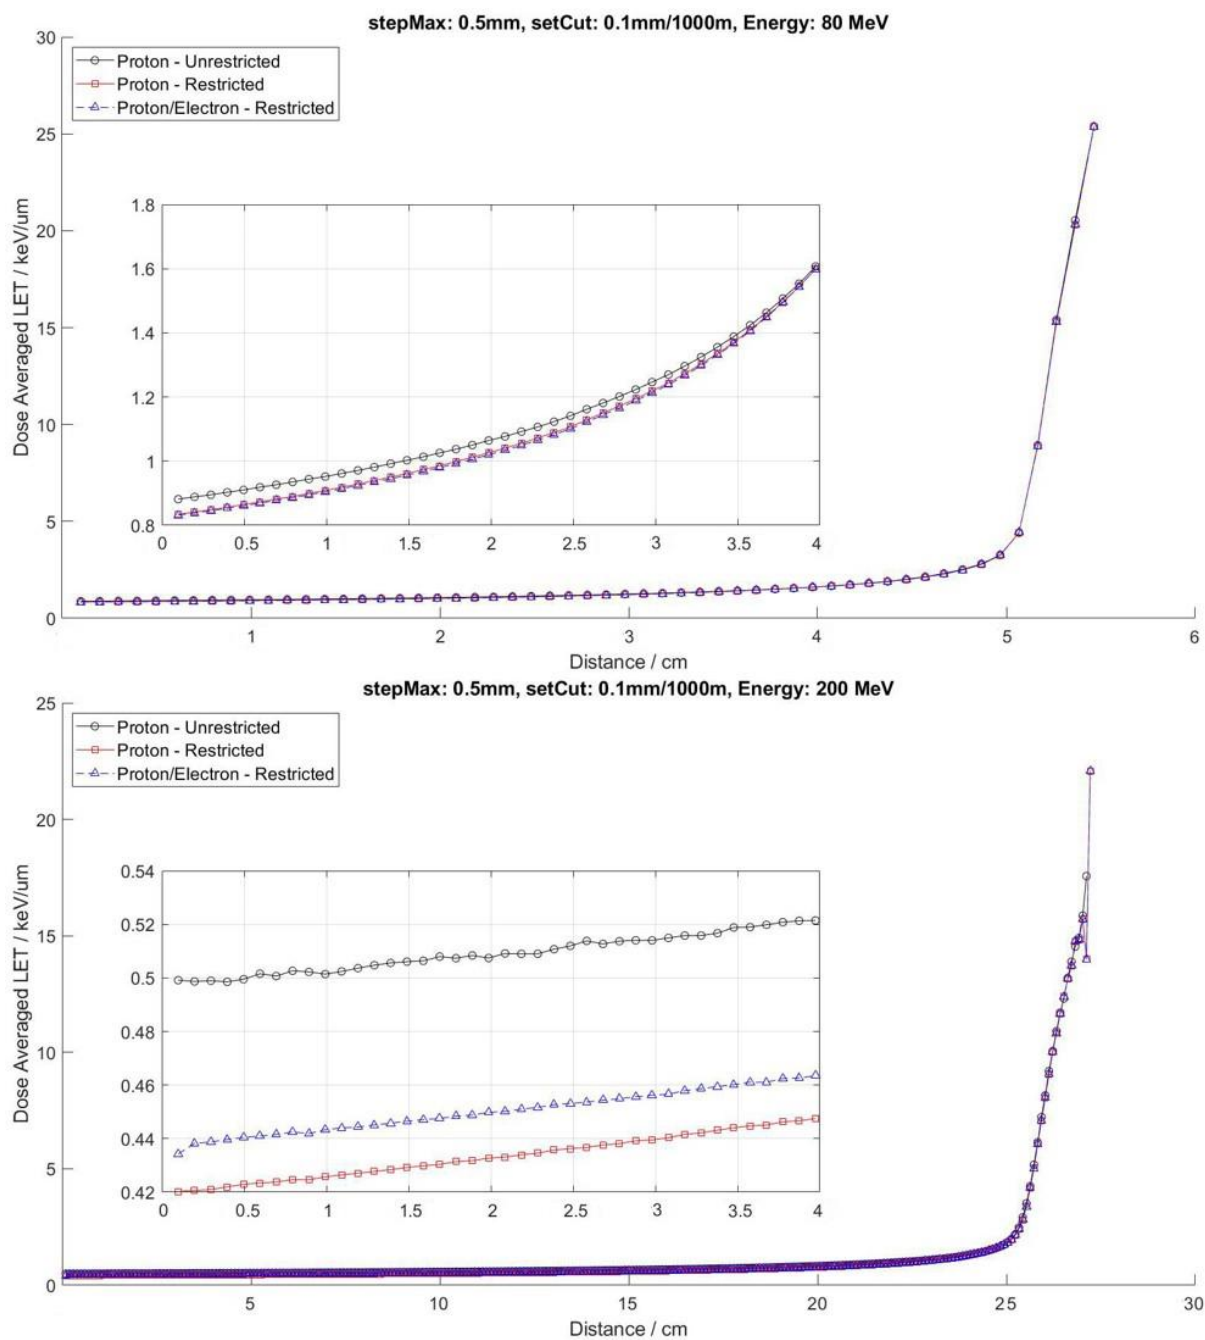 stepMax: 0.5mm, setCut: 0.1mm/1000m, Energy: 80 MeV
30
25
20
15
10
5
0
Dose Averaged LET / keV/um
Proton - Unrestricted
Proton - Restricted
Proton/Electron - Restricted
1.8
1.6
1.4
1.2
1
0.8
0 0.5 1 1.5 2 2.5 3 3.5 4
1 2 3 4 5 6
Distance / cm
stepMax: 0.5mm, setCut: 0.1mm/1000m, Energy: 200 MeV
25
20
15
10
5
0
Dose Averaged LET / keV/um
Proton - Unrestricted
Proton - Restricted
Proton/Electron - Restricted
0.54
0.52
0.5
0.48
0.46
0.44
0.42
0 0.5 1 1.5 2 2.5 3 3.5 4
5 10 15 20 25 30
Distance / cm